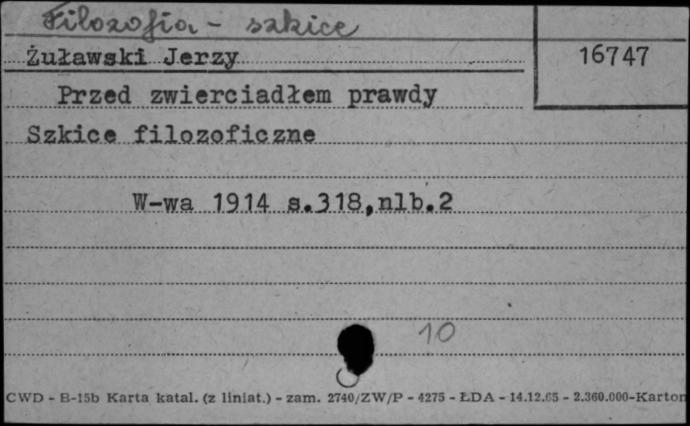 Filozofia - szkice
Żuławski Jerzy
16747
Przed zwierciadłem prawdy
Szkice filozoficzne
W-wa 1914 s.318,nlb.2
10
CWD - B-15b Karta katal. (z liniat.) - zam. 2740/ZW/P - 4275 - ŁDA - 14.12.65 - 2.360.000-Karton